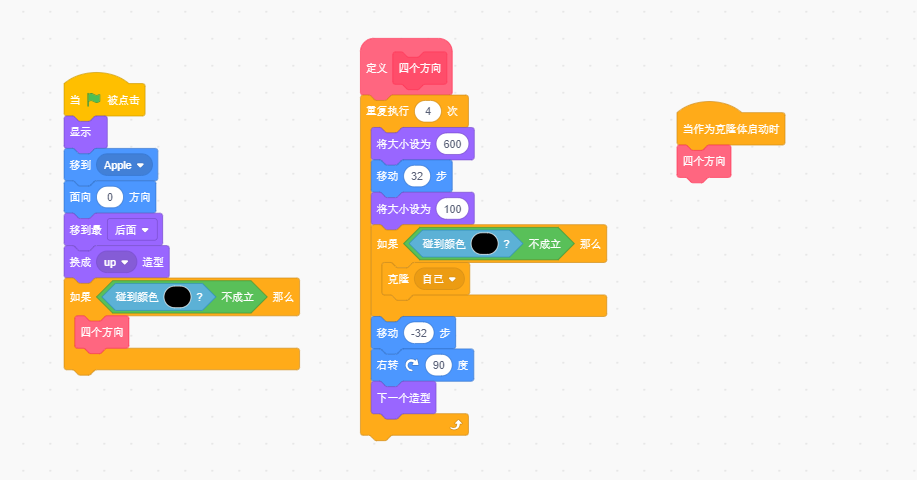 当 被点击
显示
移到 Apple
面向 0 方向
移到最 后面
换成 up 造型
如果 碰到颜色 ? 不成立 那么
四个方向
定义 四个方向
重复执行 4 次
将大小设为 600
移动 32 步
将大小设为 100
如果 碰到颜色 ? 不成立 那么
克隆 自己
移动 -32 步
右转 90 度
下一个造型
当作为克隆体启动时
四个方向